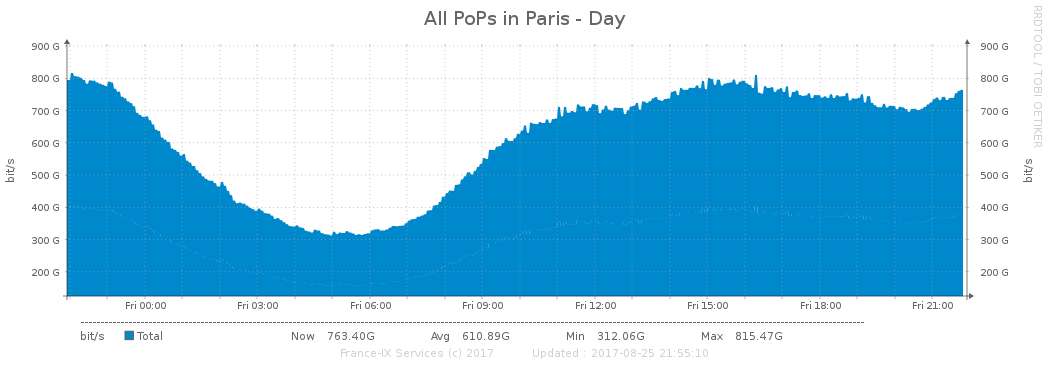 All PoPs in Paris - Day
RRDTOOL / TOBI OETIKER
900 G 900 G
800 G 800 G
700 G 700 G
600 G 600 G
500 G 500 G
400 G 400 G
300 G 300 G
200 G 200 G
bit/s bit/s
Fri 00:00 Fri 03:00 Fri 06:00 Fri 09:00 Fri 12:00 Fri 15:00 Fri 18:00 Fri 21:00
bit/s Total Now 763.40G Avg 610.89G Min 312.06G Max 815.47G
France-IX Services (c) 2017 Updated : 2017-08-25 21:55:10